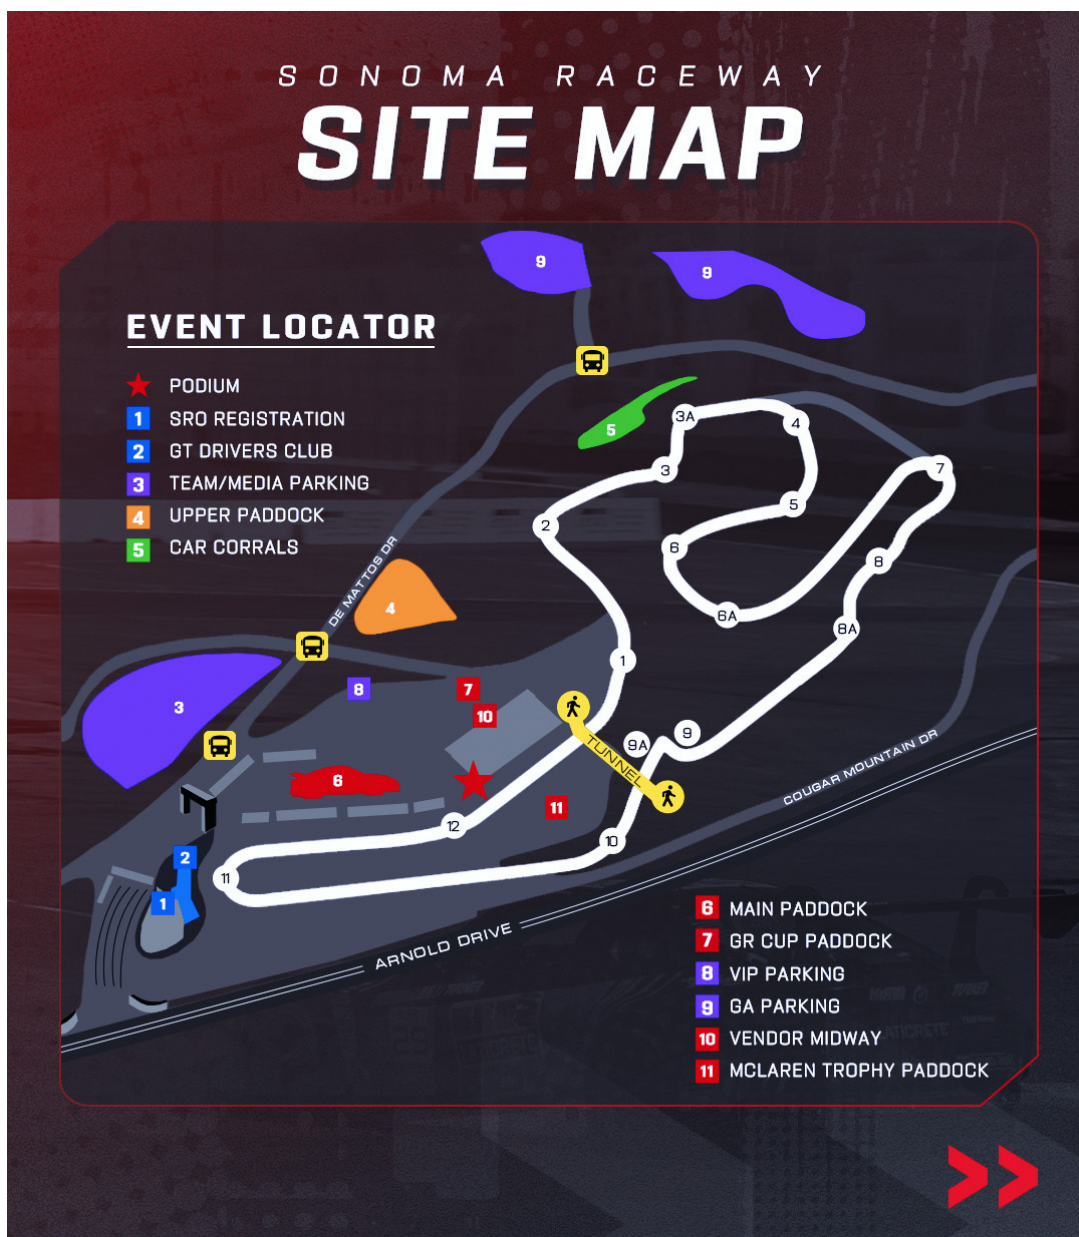 SONOMA RACEWAY
SITE MAP
9
9
EVENT LOCATOR
PODIUM
1 SRO REGISTRATION
2 GT DRIVERS CLUB
3 TEAM/MEDIA PARKING
4 UPPER PADDOCK
5 CAR CORRALS
5
3A
4
3
7
2
5
6
8
DE MATTOS DR
4
6A
8A
1
3
8
7
10
9
9A
TUNNEL
COUGAR MOUNTAIN DR
6
11
12
10
2
11
1
ARNOLD DRIVE
6 MAIN PADDOCK
7 GR CUP PADDOCK
8 VIP PARKING
9 GA PARKING
10 VENDOR MIDWAY
11 MCLAREN TROPHY PADDOCK